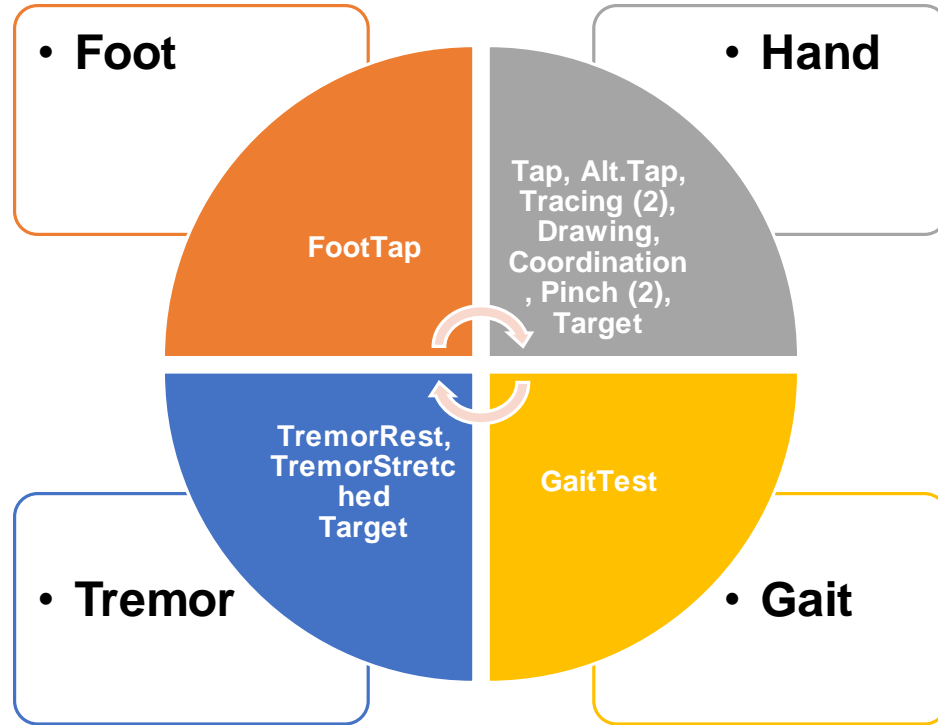 • Foot
• Hand
FootTap
Tap, Alt.Tap,
Tracing (2),
Drawing,
Coordination
, Pinch (2),
Target
TremorRest,
TremorStretc
hed
Target
GaitTest
• Tremor
• Gait